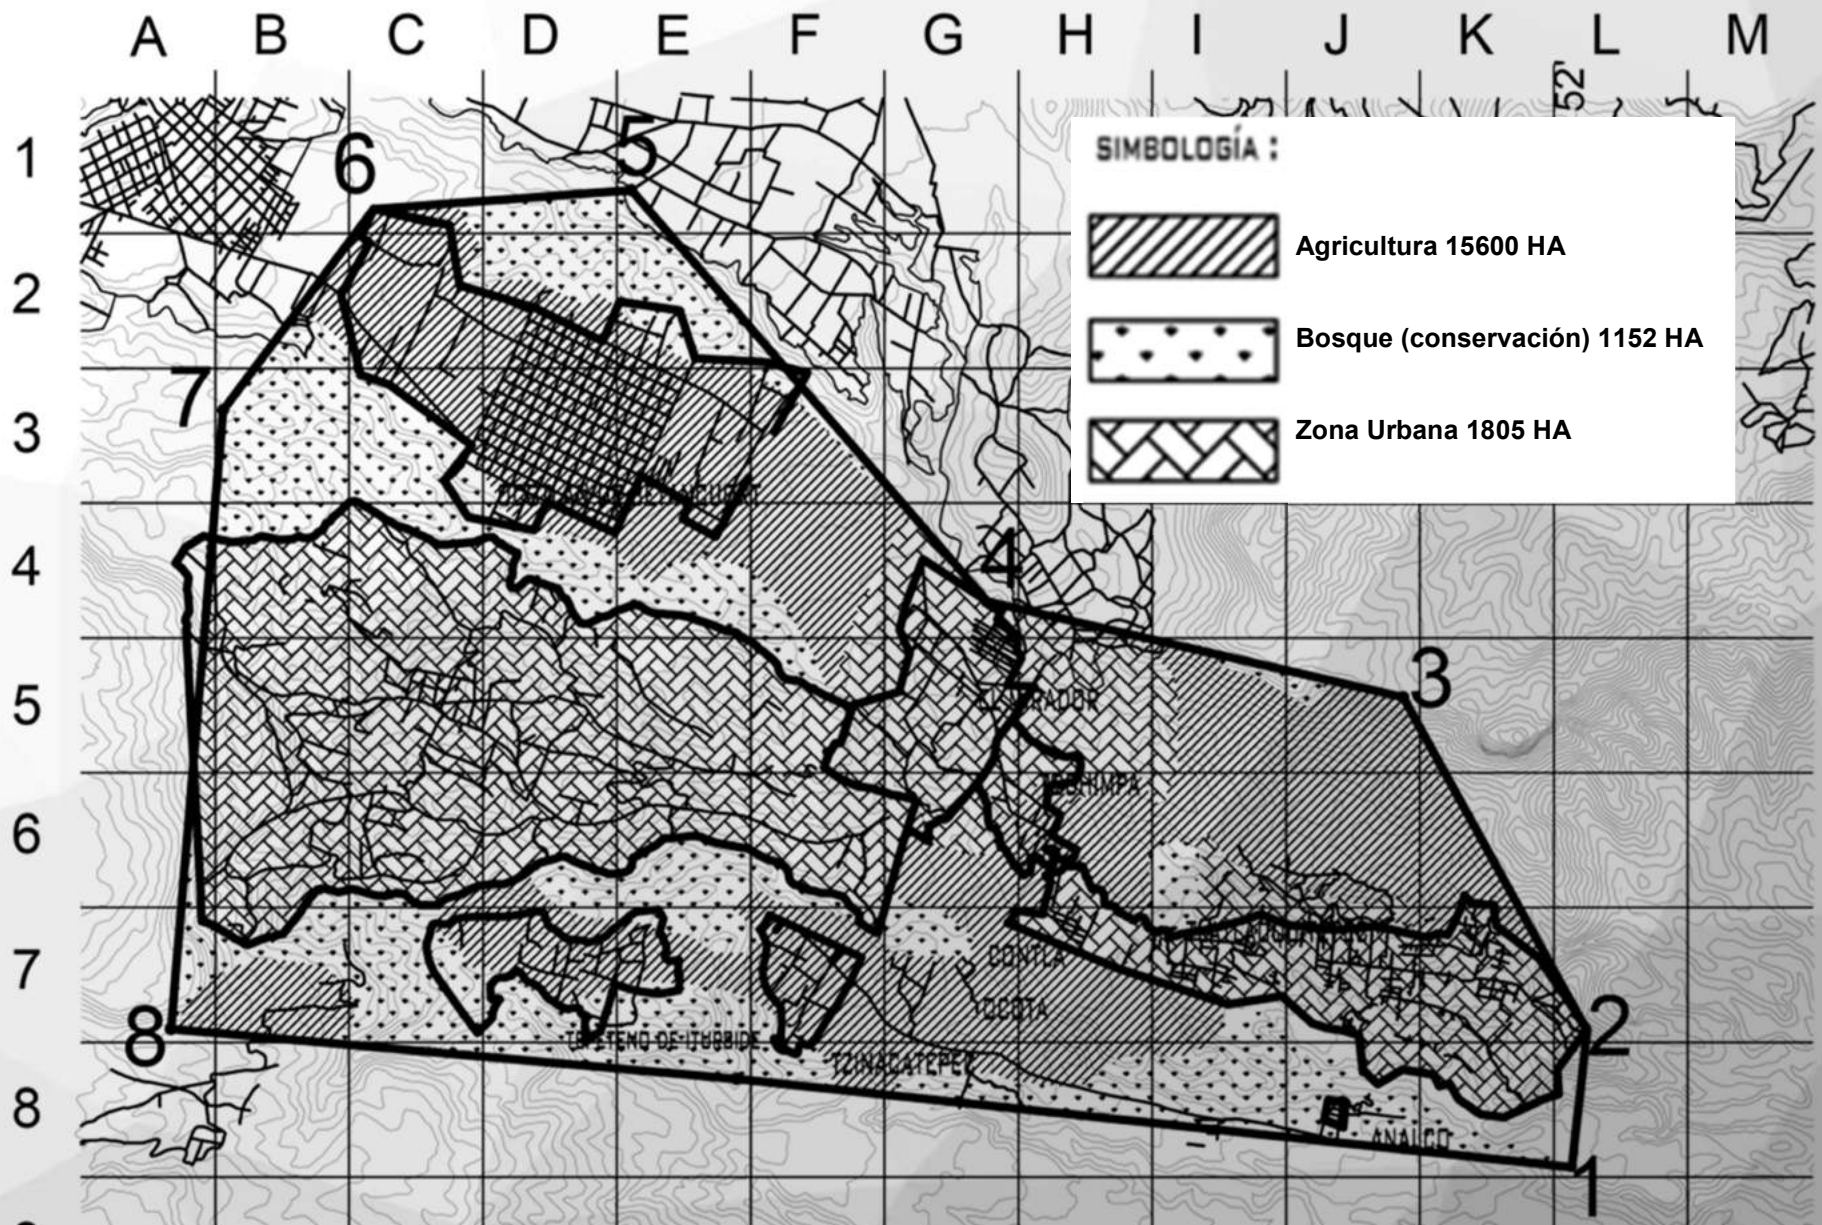 A B C D E F G H I J K L M
52
1
SIMBOLOGÍA :
6
5
Agricultura 15600 HA
2
Bosque (conservación) 1152 HA
7
3
Zona Urbana 1805 HA
4
4
3
5
6
CONTLA
7
OCOTA
8
2
TZINACATEPEC
8
ANALCO
1